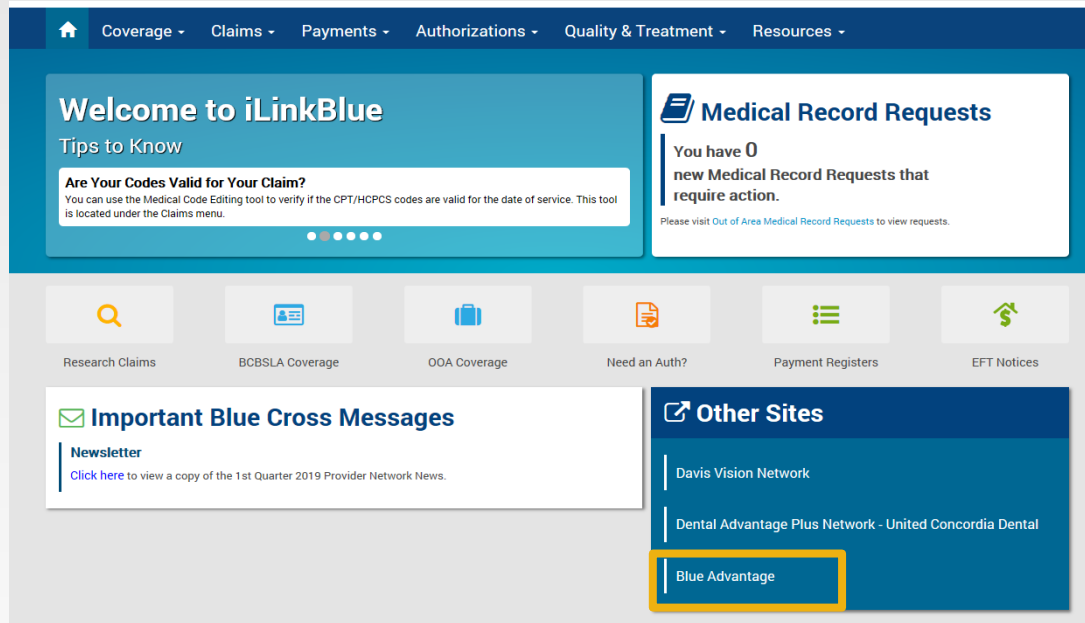 Coverage Claims Payments Authorizations Quality & Treatment Resources
Welcome to iLinkBlue
Tips to Know
Are Your Codes Valid for Your Claim?
You can use the Medical Code Editing tool to verify if the CPT/HCPCS codes are valid for the date of service. This tool
is located under the Claims menu.
Medical Record Requests
You have 0
new Medical Record Requests that
require action.
Please visit Out of Area Medical Record Requests to view requests.
Research Claims BCBSLA Coverage OOA Coverage Need an Auth? Payment Registers EFT Notices
Important Blue Cross Messages
Newsletter
Click here to view a copy of the 1st Quarter 2019 Provider Network News.
Other Sites
Davis Vision Network
Dental Advantage Plus Network - United Concordia Dental
Blue Advantage